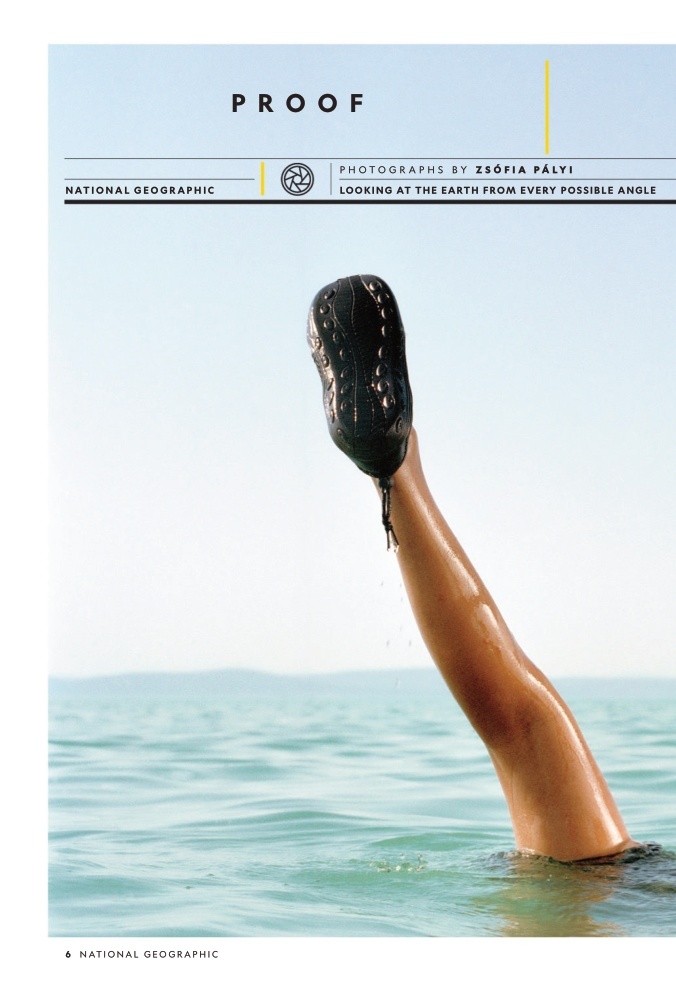 PROOF
NATIONAL GEOGRAPHIC
PHOTOGRAPHS BY ZSÓFIA PÁLYI
LOOKING AT THE EARTH FROM EVERY POSSIBLE ANGLE
6 NATIONAL GEOGRAPHIC